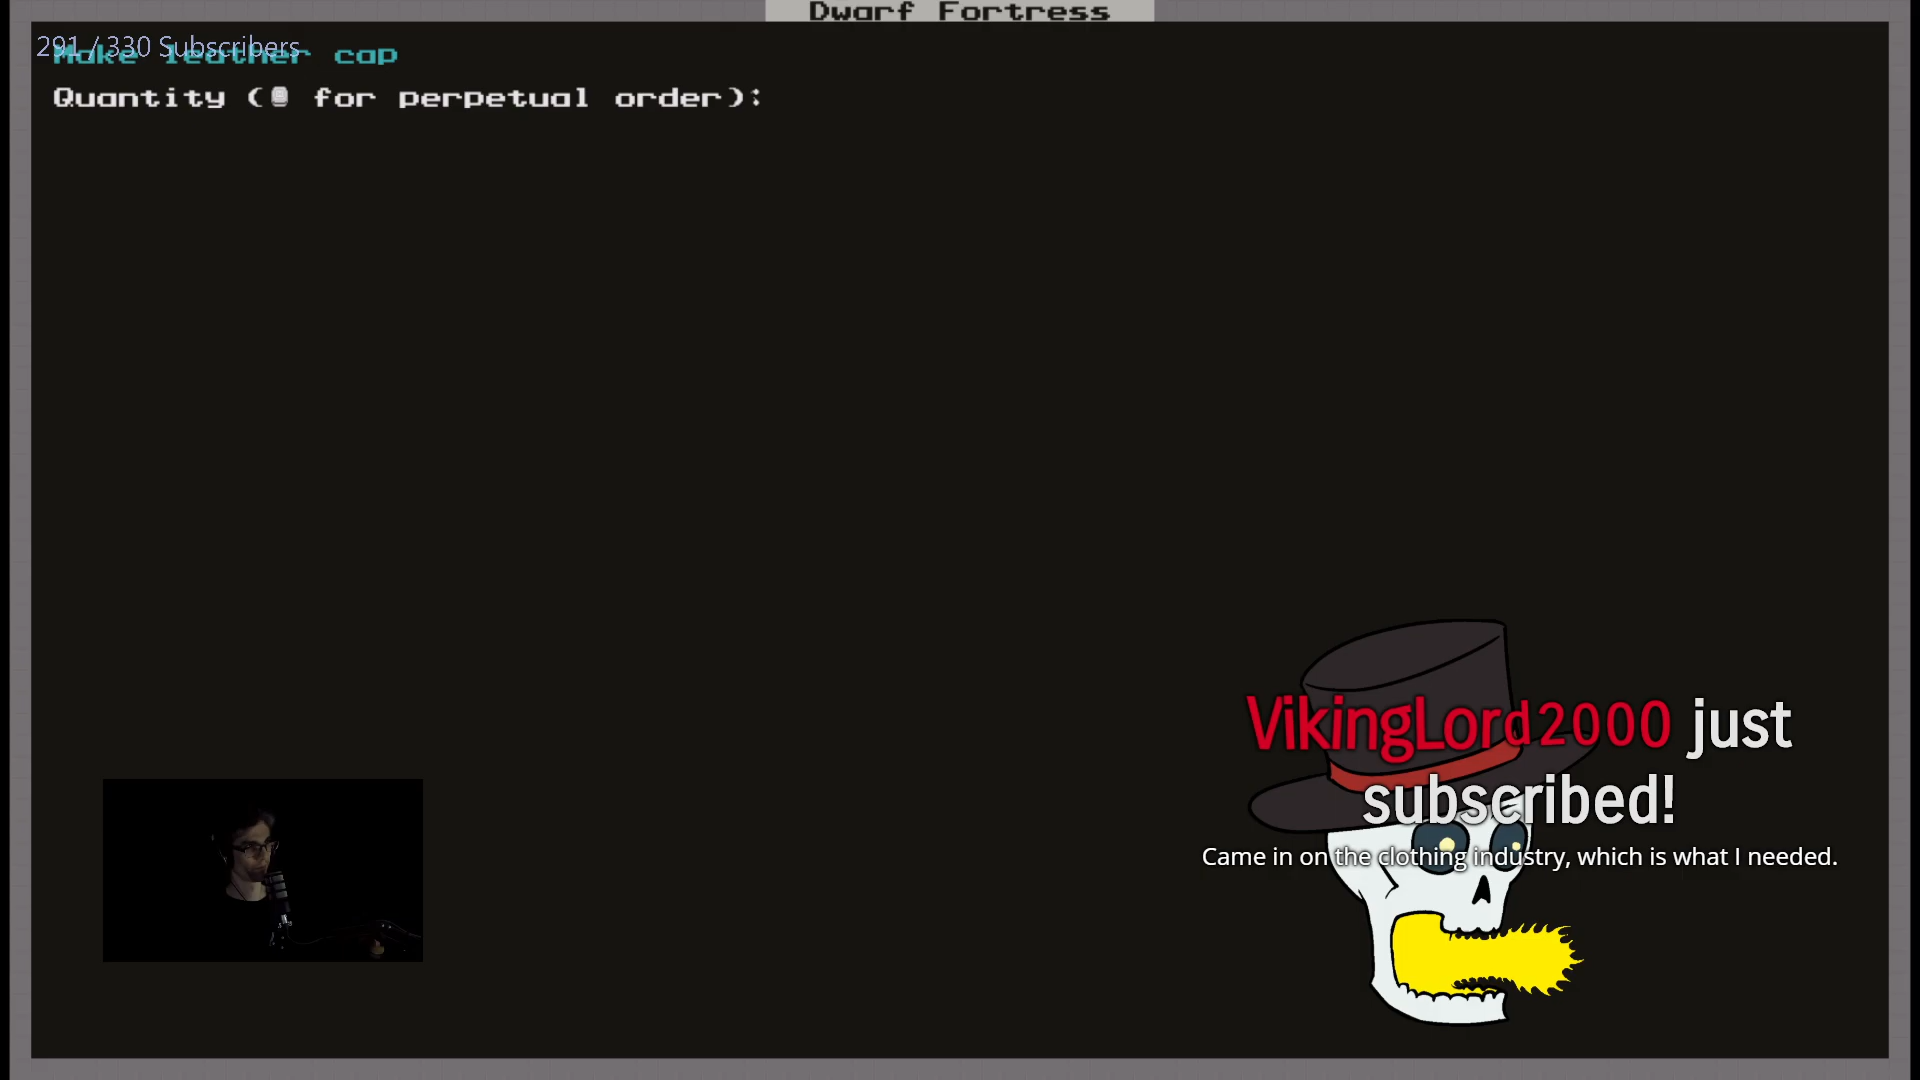 Dwarf Fortress
291 / 330 Subscribers
Make leather cap
Quantity (0 for perpetual order):
VikingLord2000 just
subscribed!
Came in on the clothing industry, which is what I needed.